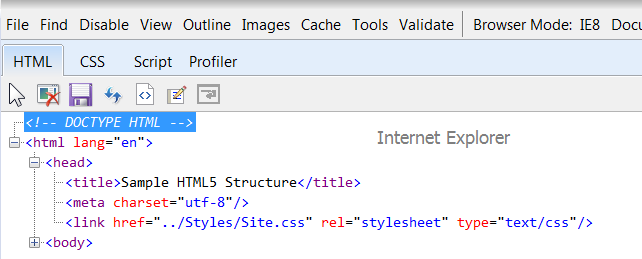 File Find Disable View Outline Images Cache Tools Validate Browser Mode: IE8 Docu
HTML CSS Script Profiler
<!-- DOCTYPE HTML -->
Internet Explorer
<html lang="en">
<head>
<title>Sample HTML5 Structure</title>
<meta charset="utf-8"/>
<link href="../Styles/Site.css" rel="stylesheet" type="text/css"/>
<body>